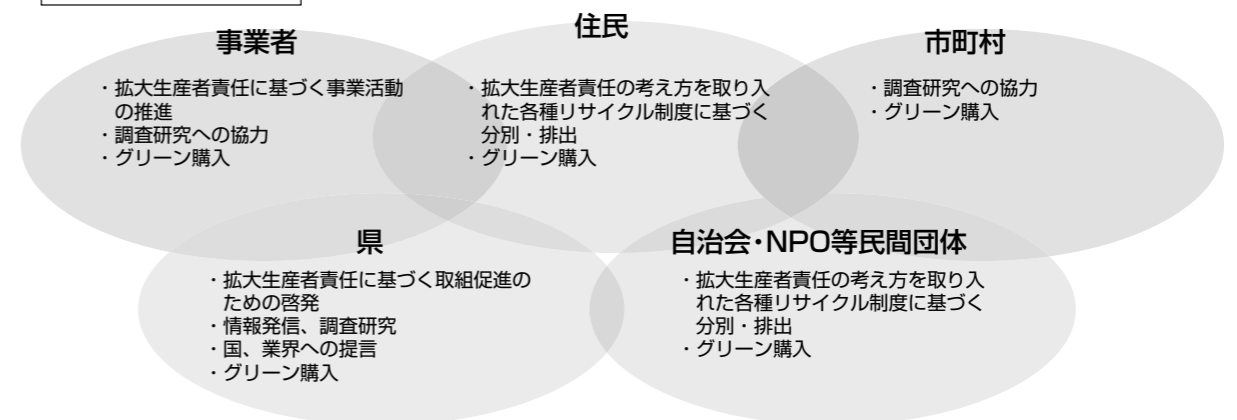 事業者
・拡大生産者責任に基づく事業活動
の推進
・調査研究への協力
・グリーン購入
住民
・拡大生産者責任の考え方を取り入
れた各種リサイクル制度に基づく
分別・排出
・グリーン購入
市町村
・調査研究への協力
・グリーン購入
県
・拡大生産者責任に基づく取組促進の
ための啓発
・情報発信、調査研究
・国、業界への提言
・グリーン購入
自治会・NPO等民間団体
・拡大生産者責任の考え方を取り入
れた各種リサイクル制度に基づく
分別・排出
・グリーン購入